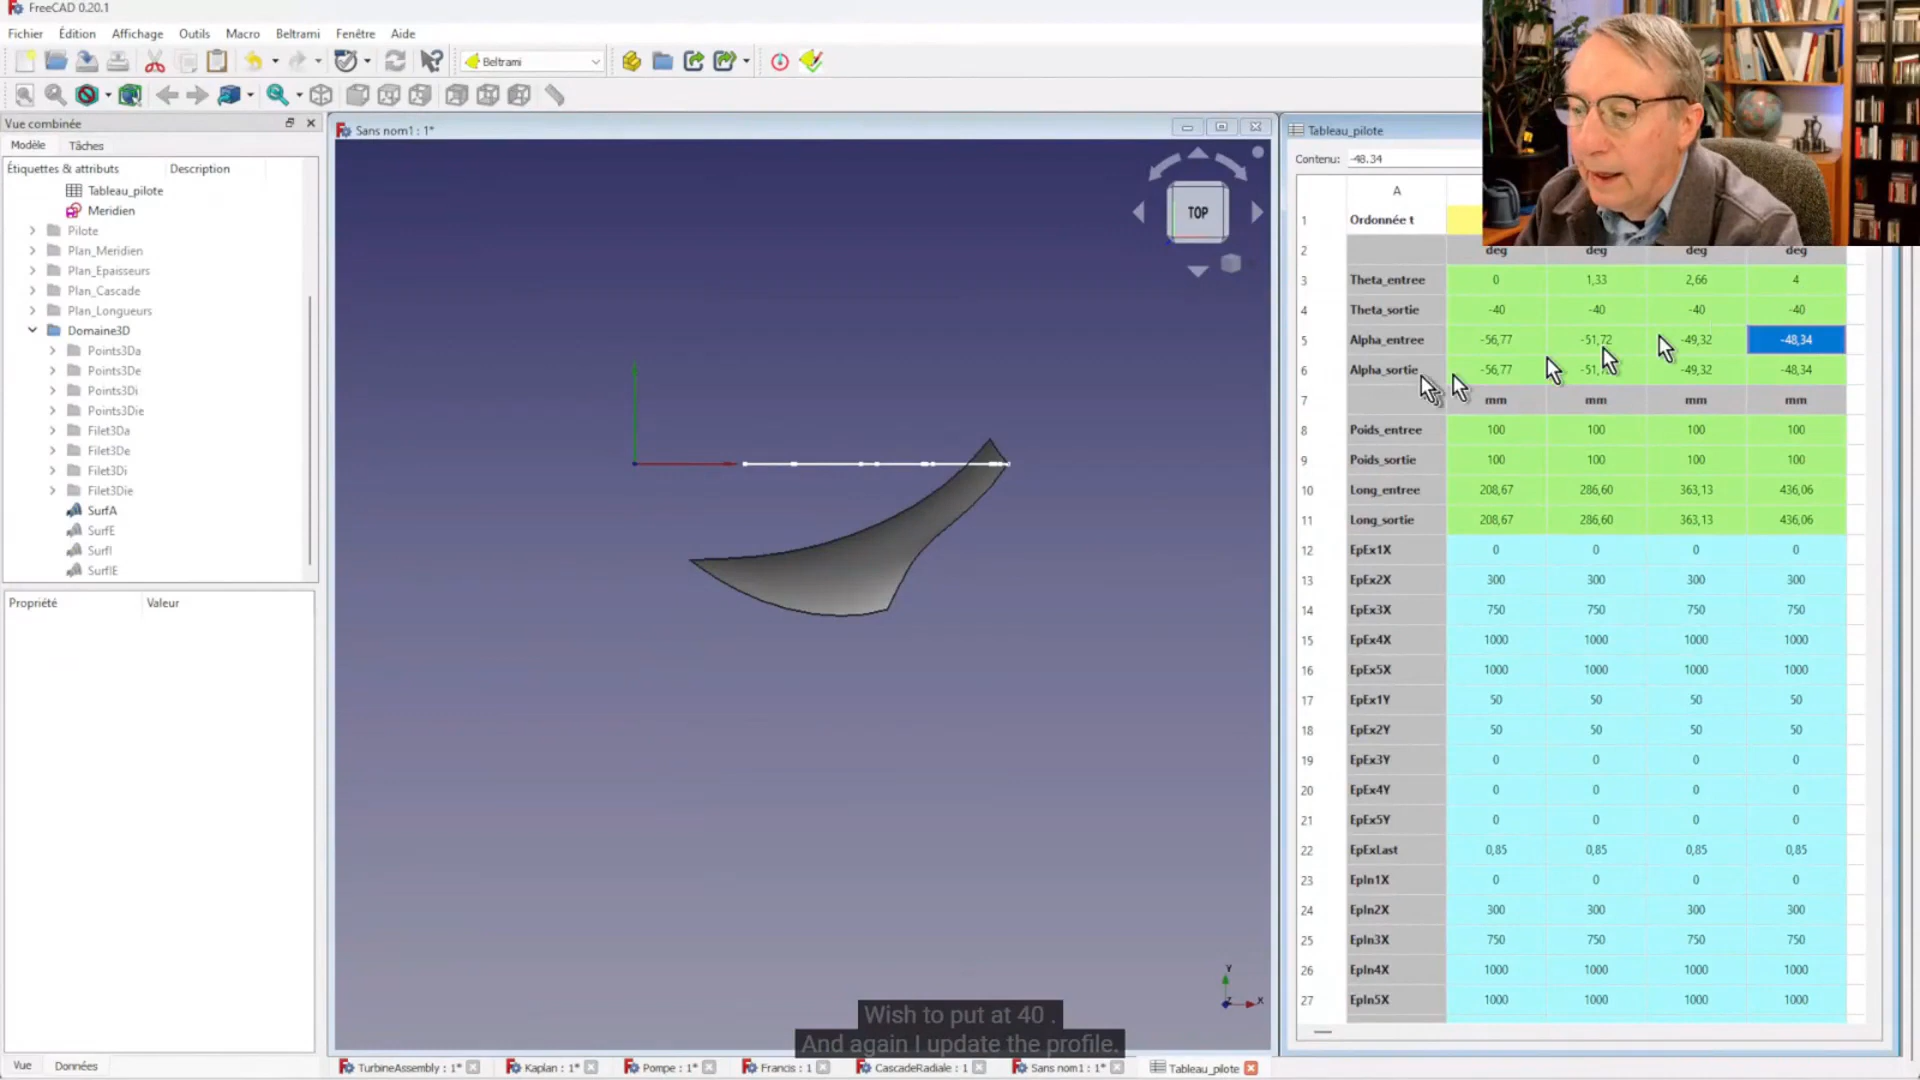 FreeCAD 0.20.1
Fichier Édition Affichage Outils Macro Beltrami Fenêtre Aide
Beltrami
Vue combinée
Modèle Tâches
Étiquettes & attributs Description
Tableau_pilote
Meridien
Pilote
Plan_Meridien
Plan_Epaisseurs
Plan_Cascade
Plan_Longueurs
Domaine3D
Points3Da
Points3De
Points3Di
Points3Die
Filet3Da
Filet3De
Filet3Di
Filet3Die
SurfA
SurfE
SurfI
SurfIE
Propriété Valeur
Vue Données
Sans nom1 : 1*
TOP
Y
X
Wish to put at 40 .
And again I update the profile.
Tableau_pilote
Contenu: -48.34
A
1 Ordonnée t
2 deg deg deg deg
3 Theta_entree 0 1,33 2,66 4
4 Theta_sortie -40 -40 -40 -40
5 Alpha_entree -56,77 -51,72 -49,32 -48,34
6 Alpha_sortie -56,77 -49,32 -48,34
7 mm mm mm mm
8 Poids_entree 100 100 100 100
9 Poids_sortie 100 100 100 100
10 Long_entree 208,67 286,60 363,13 436,06
11 Long_sortie 208,67 286,60 363,13 436,06
12 EpEx1X 0 0 0 0
13 EpEx2X 300 300 300 300
14 EpEx3X 750 750 750 750
15 EpEx4X 1000 1000 1000 1000
16 EpEx5X 1000 1000 1000 1000
17 EpEx1Y 50 50 50 50
18 EpEx2Y 50 50 50 50
19 EpEx3Y 0 0 0 0
20 EpEx4Y 0 0 0 0
21 EpEx5Y 0 0 0 0
22 EpExLast 0,85 0,85 0,85 0,85
23 EpIn1X 0 0 0 0
24 EpIn2X 300 300 300 300
25 EpIn3X 750 750 750 750
26 EpIn4X 1000 1000 1000 1000
27 EpIn5X 1000 1000 1000 1000
TurbineAssembly : 1* Kaplan : 1* Pompe : 1* Francis : 1 CascadeRadiale : 1 Sans nom1 : 1* Tableau_pilote